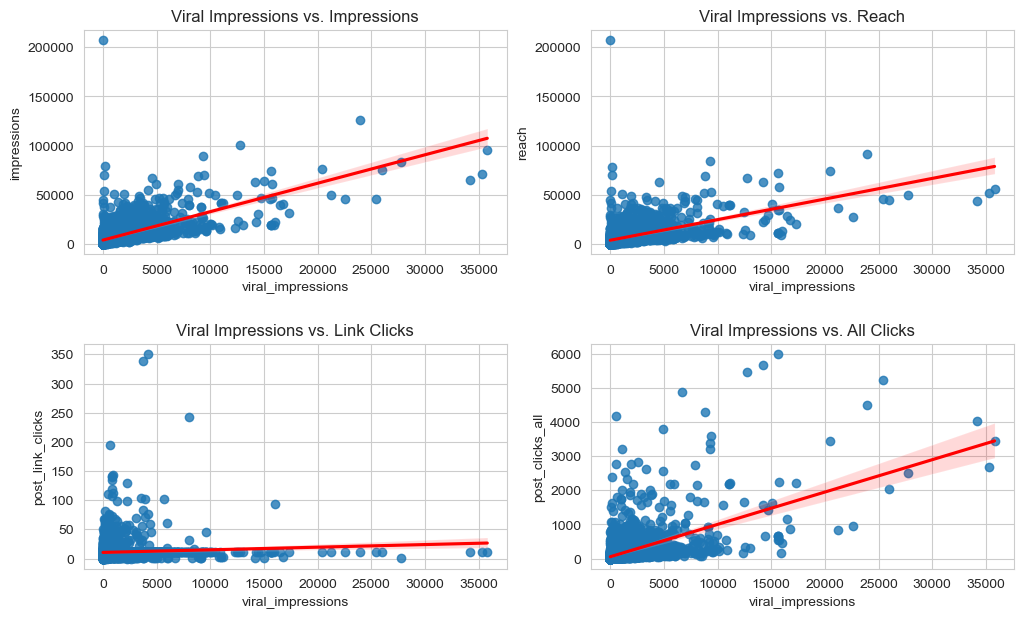 Viral Impressions vs. Impressions
Viral Impressions vs. Reach
200000
150000
100000
50000
0
impressions
0 5000 10000 15000 20000 25000 30000 35000
viral_impressions
200000
150000
100000
50000
0
reach
0 5000 10000 15000 20000 25000 30000 35000
viral_impressions
Viral Impressions vs. Link Clicks
Viral Impressions vs. All Clicks
350
300
250
200
150
100
50
0
post_link_clicks
0 5000 10000 15000 20000 25000 30000 35000
viral_impressions
6000
5000
4000
3000
2000
1000
0
post_clicks_all
0 5000 10000 15000 20000 25000 30000 35000
viral_impressions